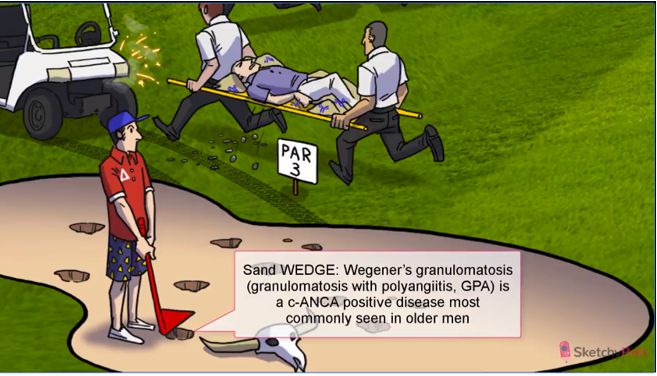 PAR
3
Sand WEDGE: Wegener's granulomatosis
(granulomatosis with polyangiitis, GPA) is
a c-ANCA positive disease most
commonly seen in older men
Sketchy